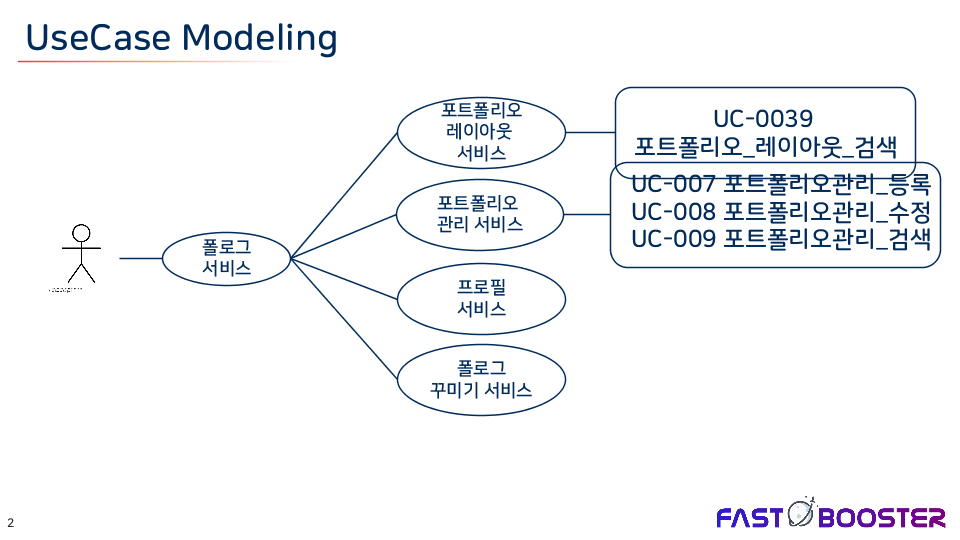 UseCase Modeling
포트폴리오
레이아웃
서비스
UC-0039
포트폴리오_레이아웃_검색
포트폴리오
관리 서비스
UC-007 포트폴리오관리_등록
UC-008 포트폴리오관리_수정
UC-009 포트폴리오관리_검색
폴로그
서비스
프로필
서비스
폴로그
꾸미기 서비스
2
FAST BOOSTER